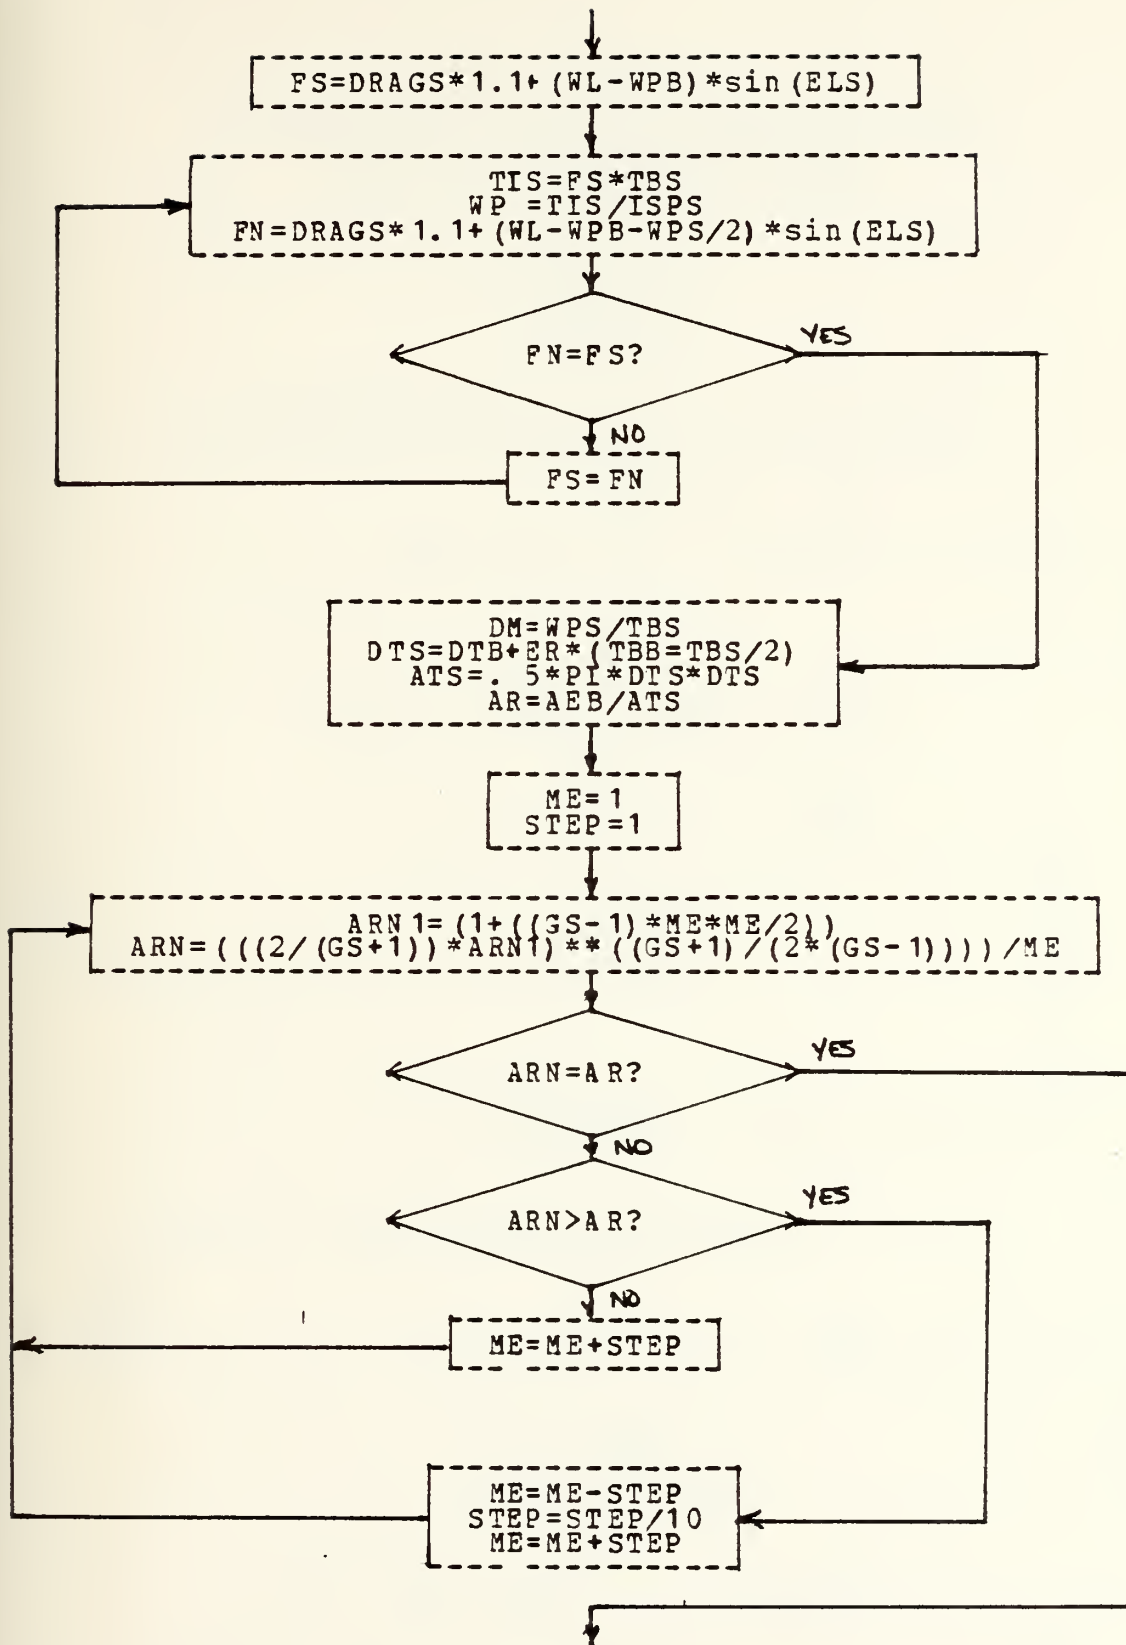 FS=DRAGS*1.1+(WL-WPB)*sin(ELS)
TIS=FS*TBS
WP =TIS/ISPS
FN=DRAGS*1.1+(WL-WPB-WPS/2)*sin(ELS)
FN=FS?
YES
NO
FS=FN
DM=WPS/TBS
DTS=DTB+ER*(TBB=TBS/2)
ATS=. 5*PI*DTS*DTS
AR=AEB/ATS
ME=1
STEP=1
ARN1=(1+((GS-1)*ME*ME/2))
ARN=(((2/(GS+1))*ARN1)**((GS+1)/(2*(GS-1))))/ME
ARN=AR?
YES
NO
ARN>AR?
YES
NO
ME=ME+STEP
ME=ME-STEP
STEP=STEP/10
ME=ME+STEP